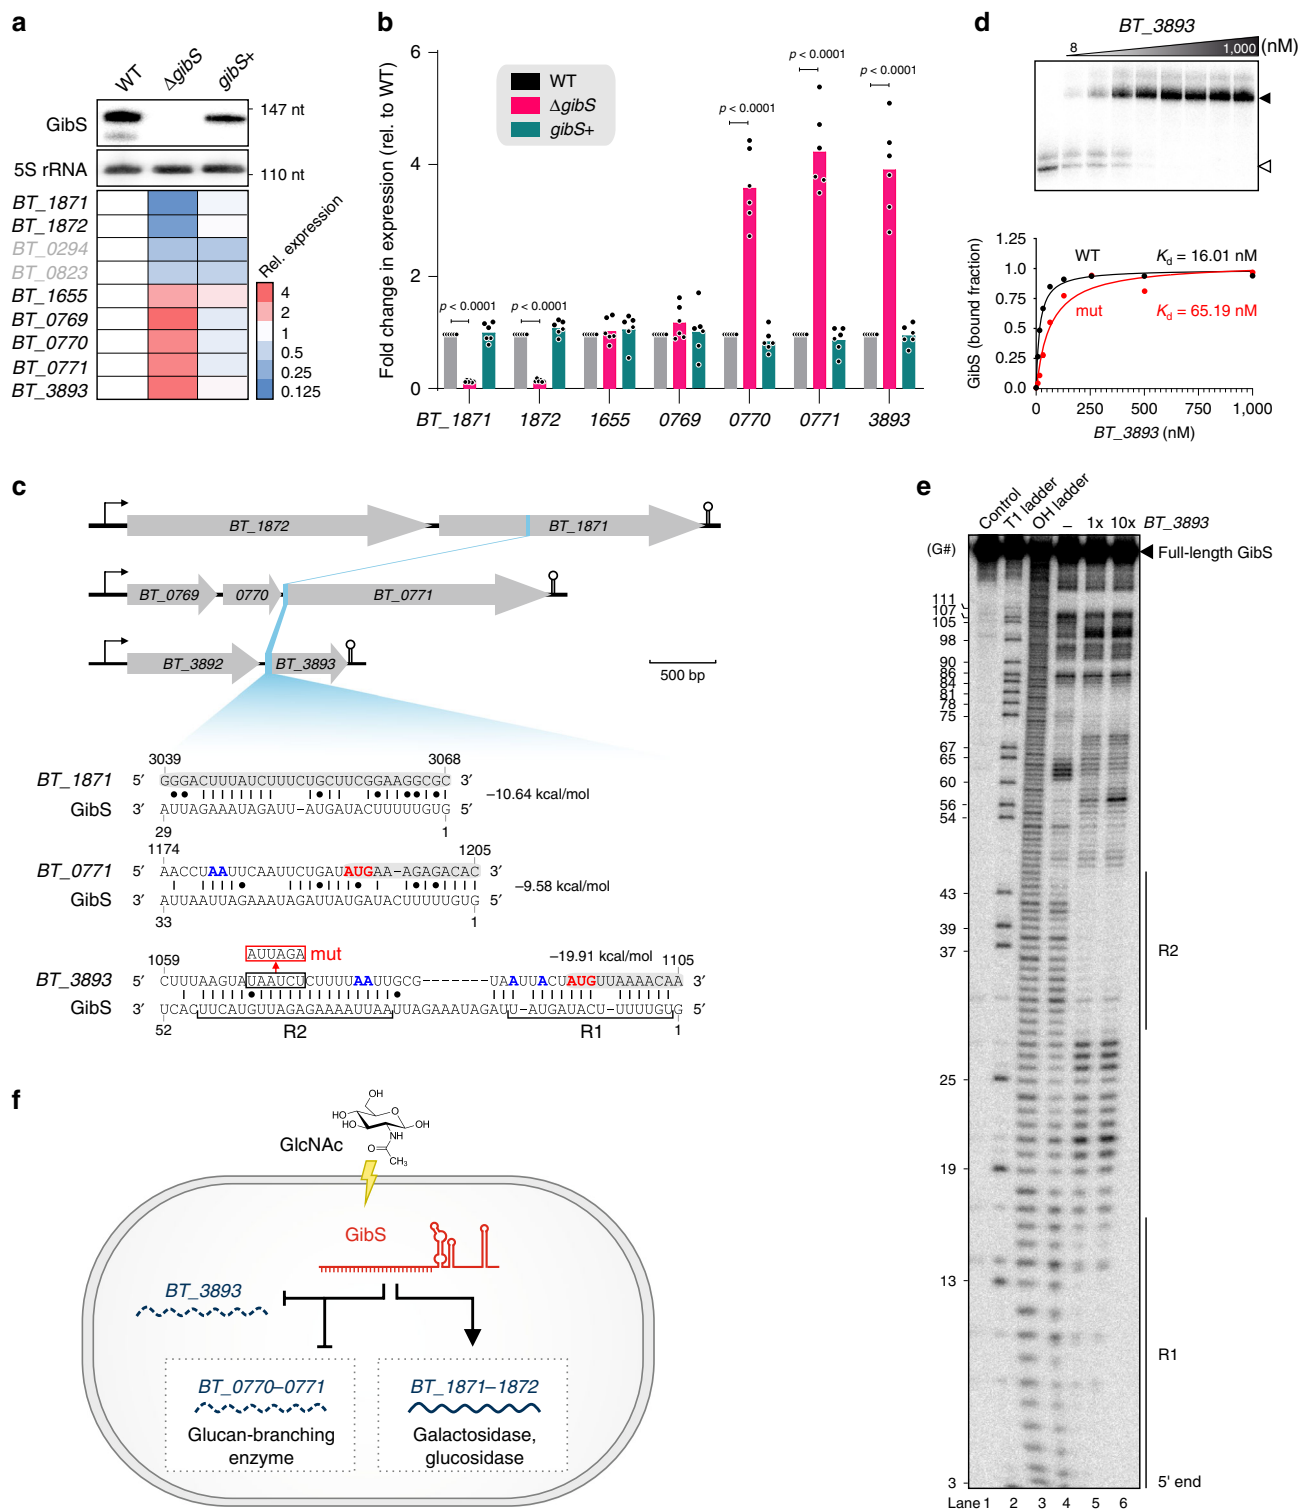 a
WT
ΔgibS
gibS+
GibS
147 nt
5S rRNA
110 nt
BT_1871
BT_1872
BT_0294
BT_0823
BT_1655
BT_0769
BT_0770
BT_0771
BT_3893
Rel. expression
4
2
1
0.5
0.25
0.125
b
Fold change in expression (rel. to WT)
6
4
2
0
WT
ΔgibS
gibS+
p < 0.0001
p < 0.0001
p < 0.0001
p < 0.0001
p < 0.0001
BT_1871 1872 1655 0769 0770 0771 3893
c
BT_1872 BT_1871
BT_0769 0770 BT_0771
BT_3892 BT_3893
500 bp
3039 3068
BT_1871 5′ GGGACUUUAUCUUUCUGCUUCGGAAGGCGC 3′
−10.64 kcal/mol
GibS 3′ AUUAGAAAUAGAUU–AUGAUACUUUUUGUG 5′
29 1
1174 1205
BT_0771 5′ AACCUAAUUCAAUUCUGAUAUGAA–AGAGACAC 3′
−9.58 kcal/mol
GibS 3′ AUUAAUUAGAAAUAGAUUAUGAUACUUUUUGUG 5′
33 1
AUUAGA mut
1059 −19.91 kcal/mol 1105
BT_3893 5′ CUUUAAGUAUAAUCUCUUUUAAUUGCG–––––––UAAUUACUAUGUUAAAACAA 3′
GibS 3′ UCACUUCAUGUUAGAGAAAAUUAAUUAGAAAUAGAUU–AUGAUACU–UUUUGUG 5′
52 R2 R1 1
d
BT_3893
8 1,000 (nM)
GibS (bound fraction)
1.25
1.00
0.75
0.5
0.25
0.0
WT Kd = 16.01 nM
mut Kd = 65.19 nM
0 250 500 750 1,000
BT_3893 (nM)
e
Control
T1 ladder
OH ladder
– 1x 10x BT_3893
(G#)
Full-length GibS
111
107
105
98
90
86
84
81
78
75
67
65
60
56
54
43
39
37
25
19
13
3
R2
R1
5' end
Lane 1 2 3 4 5 6
f
GlcNAc
OH
HO
O
HO
OH
NH
O
CH3
GibS
BT_3893
BT_0770–0771
Glucan-branching
enzyme
BT_1871–1872
Galactosidase,
glucosidase